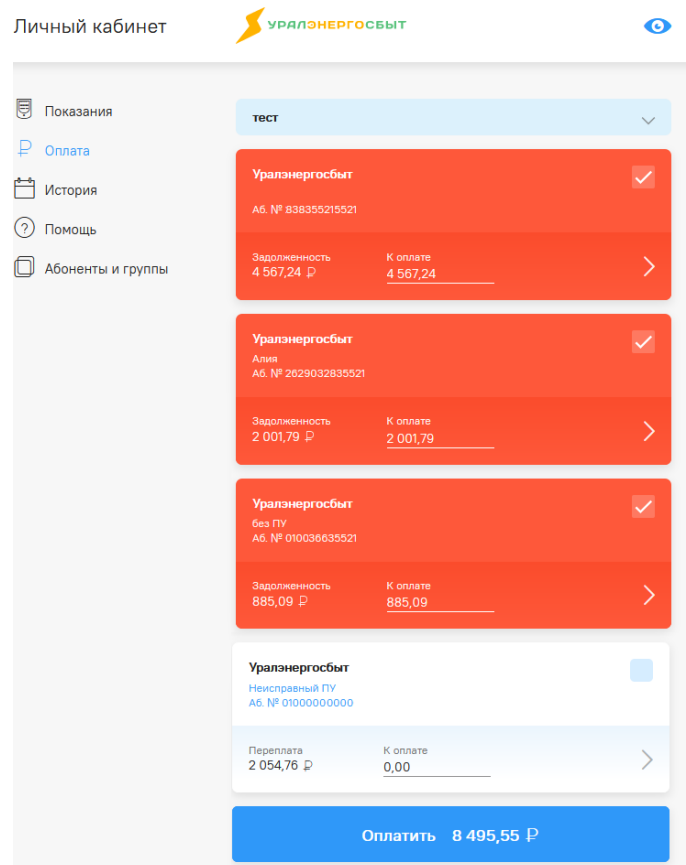 Личный кабинет
УРАЛЭНЕРГОСБЫТ
Показания
Оплата
История
Помощь
Абоненты и группы
тест
Уралэнергосбыт
Аб. № 838355215521
Задолженность К оплате
4 567,24 ₽ 4 567,24
Уралэнергосбыт
Алия
Аб. № 2629032835521
Задолженность К оплате
2 001,79 ₽ 2 001,79
Уралэнергосбыт
без ПУ
Аб. № 010036635521
Задолженность К оплате
885,09 ₽ 885,09
Уралэнергосбыт
Неисправный ПУ
Аб. № 01000000000
Переплата К оплате
2 054,76 ₽ 0,00
Оплатить 8 495,55 ₽